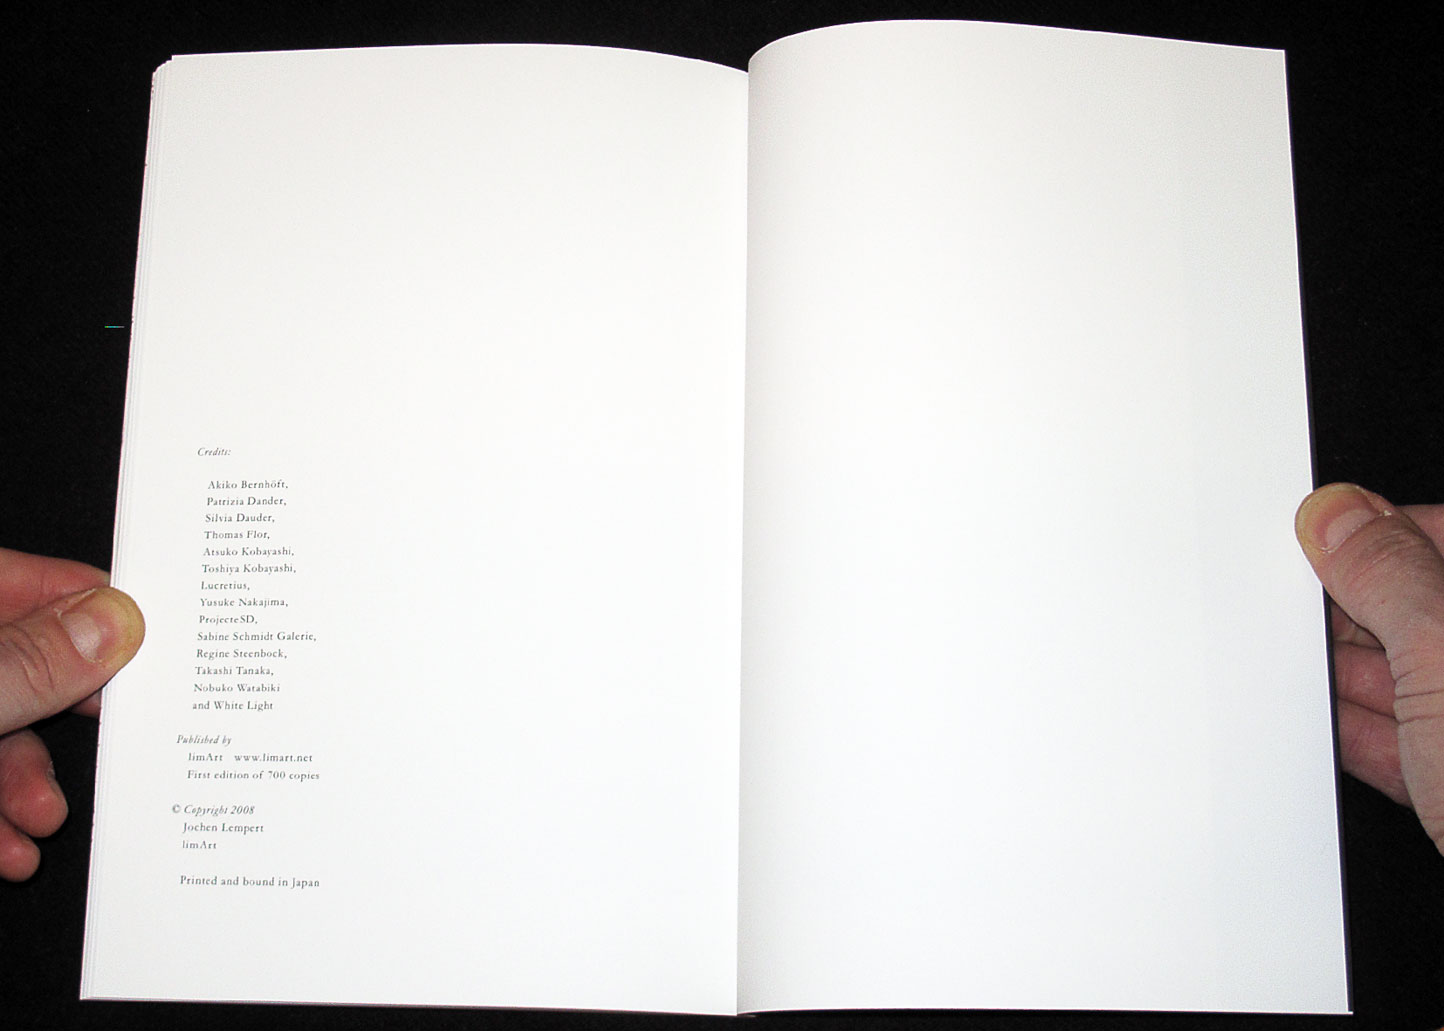 Credits:
Akiko Bernhöft,
Patrizia Dander,
Silvia Dauder,
Thomas Flor,
Atsuko Kobayashi,
Toshiya Kobayashi,
Lucretius,
Yusuke Nakajima,
ProjecteSD,
Sabine Schmidt Galerie,
Regine Steenbock,
Takashi Tanaka,
Nobuko Watabiki
and White Light
Published by
limArt www.limart.net
First edition of 700 copies
© Copyright 2008
Jochen Lempert
limArt
Printed and bound in Japan